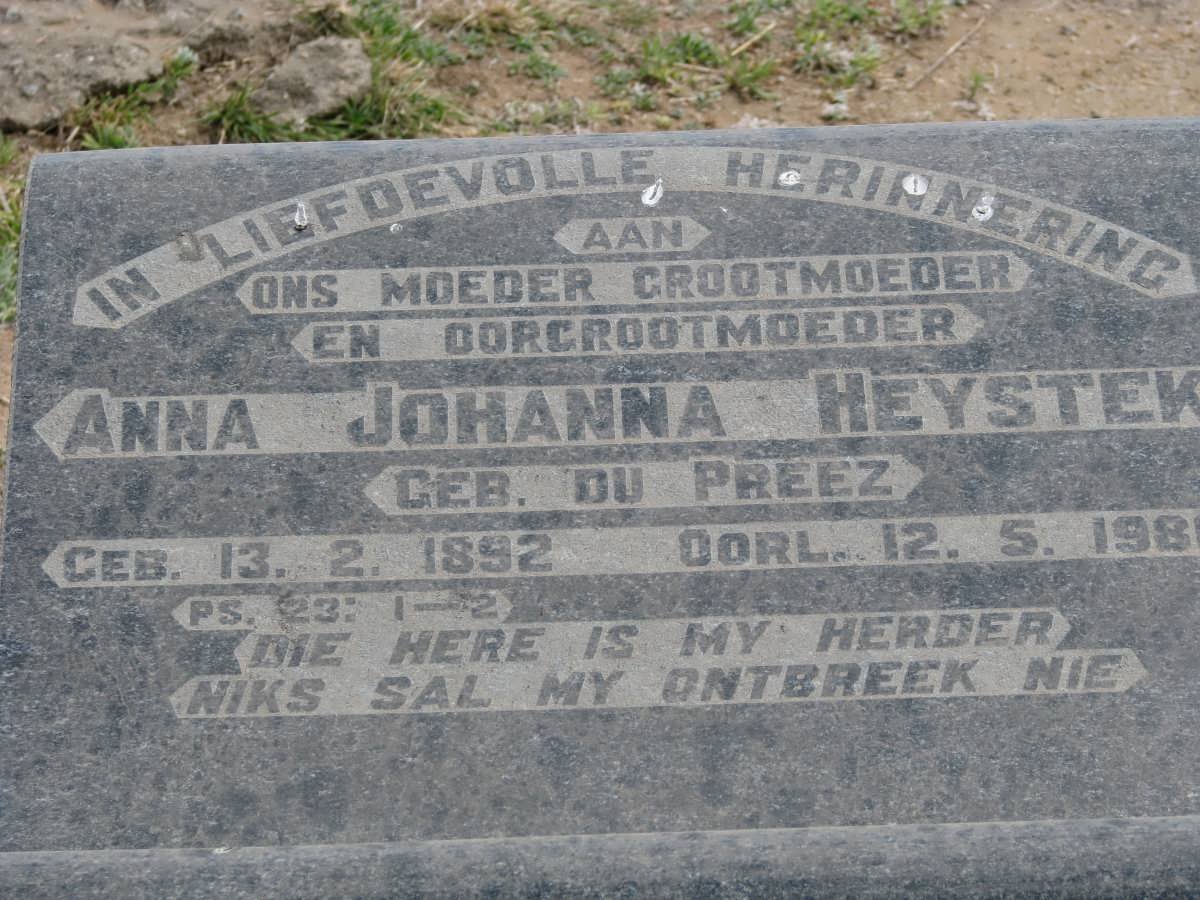 IN LIEFDEVOLLE HERINNERING
AAN
ONS MOEDER GROOTMOEDER
EN OORGROOTMOEDER
ANNA JOHANNA HEYSTEK
GEB. DU PREEZ
GEB. 13. 2. 1892 OORL. 12. 5.
PS. 23: 1—2
DIE HERE IS MY HERDER
NIKS SAL MY ONTBREEK NIE